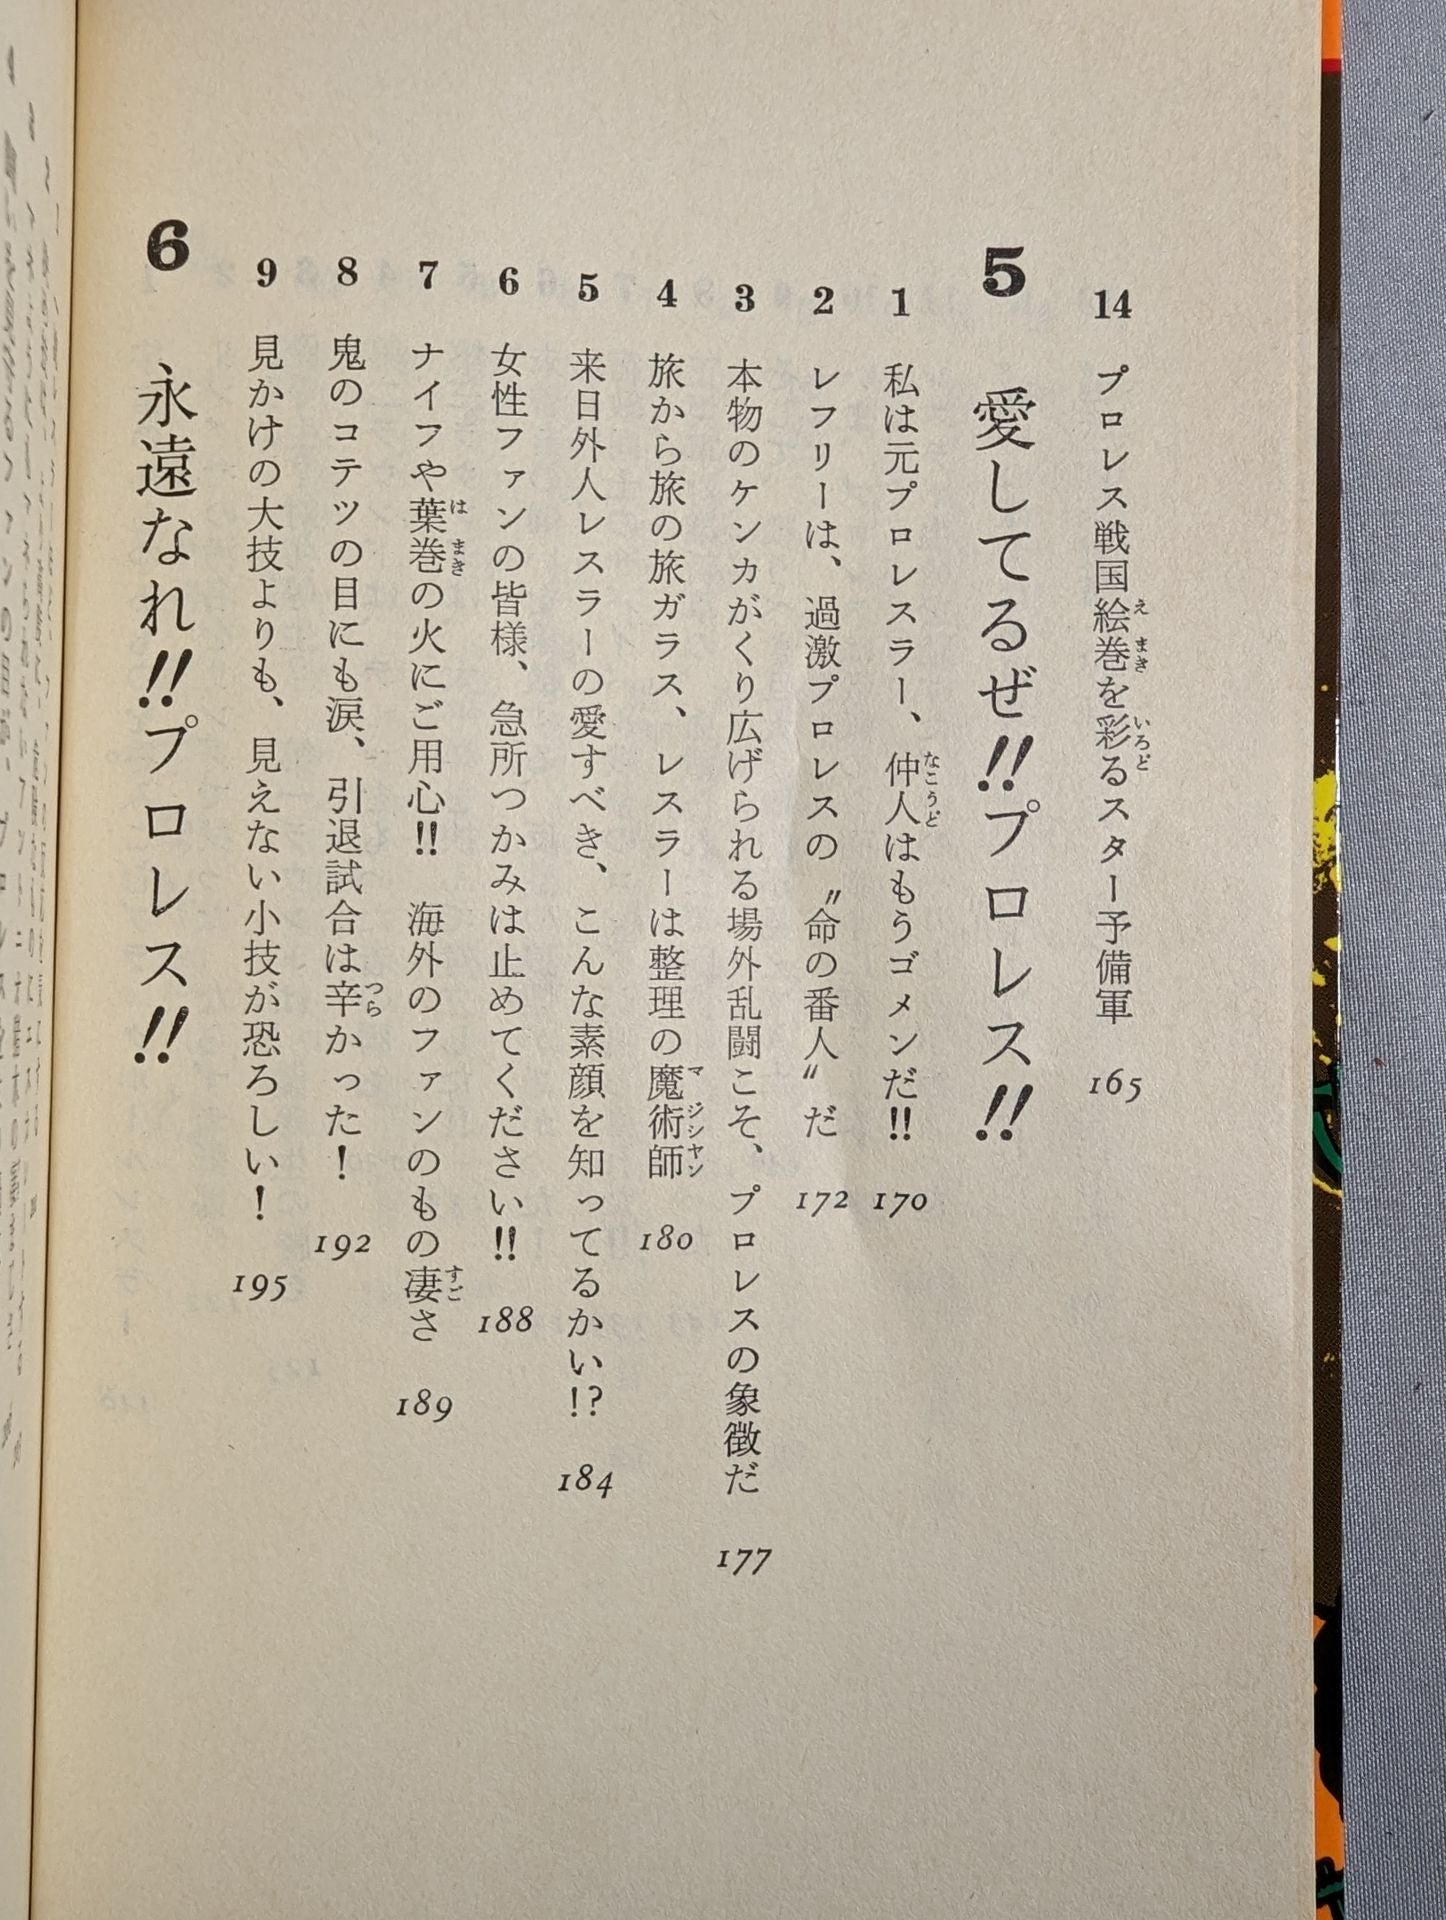 14 プロレス戦国絵巻を彩るスター予備軍 165
5 愛してるぜ!!プロレス!!
1 私は元プロレスラー、仲人はもうゴメンだ!! 170
2 レフリーは、過激プロレスの〝命の番人〟だ 172
3 本物のケンカがくり広げられる場外乱闘こそ、プロレスの象徴だ 177
4 旅から旅の旅ガラス、レスラーは整理の魔術師 180
5 来日外人レスラーの愛すべき、こんな素顔を知ってるかい!? 184
6 女性ファンの皆様、急所つかみは止めてください!! 188
7 ナイフや葉巻の火にご用心!! 海外のファンのもの凄さ 189
8 鬼のコテツの目にも涙、引退試合は辛かった! 192
9 見かけの大技よりも、見えない小技が恐ろしい! 195
6 永遠なれ!!プロレス!!